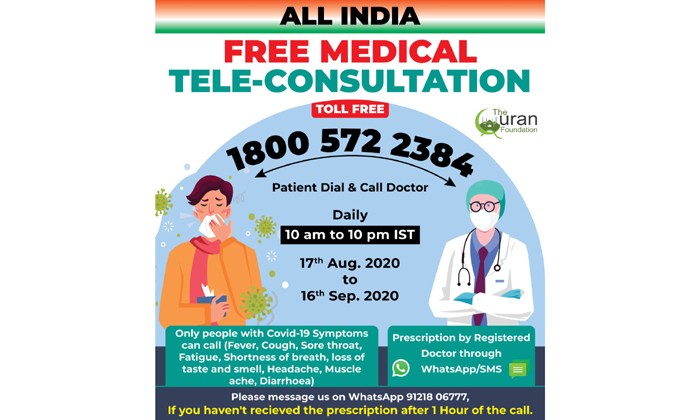 ALL INDIA
FREE MEDICAL
TELE-CONSULTATION
TOLL FREE
The
Quran
Foundation
1800 572 2384
Patient Dial & Call Doctor
Daily
10 am to 10 pm IST
17th Aug. 2020
to
16th Sep. 2020
Only people with Covid-19 Symptoms
can call (Fever, Cough, Sore throat,
Fatigue, Shortness of breath, loss of
taste and smell, Headache, Muscle
ache, Diarrhoea)
Prescription by Registered
Doctor through
WhatsApp/SMS
Please message us on WhatsApp 91218 06777,
If you haven't recieved the prescription after 1 Hour of the call.